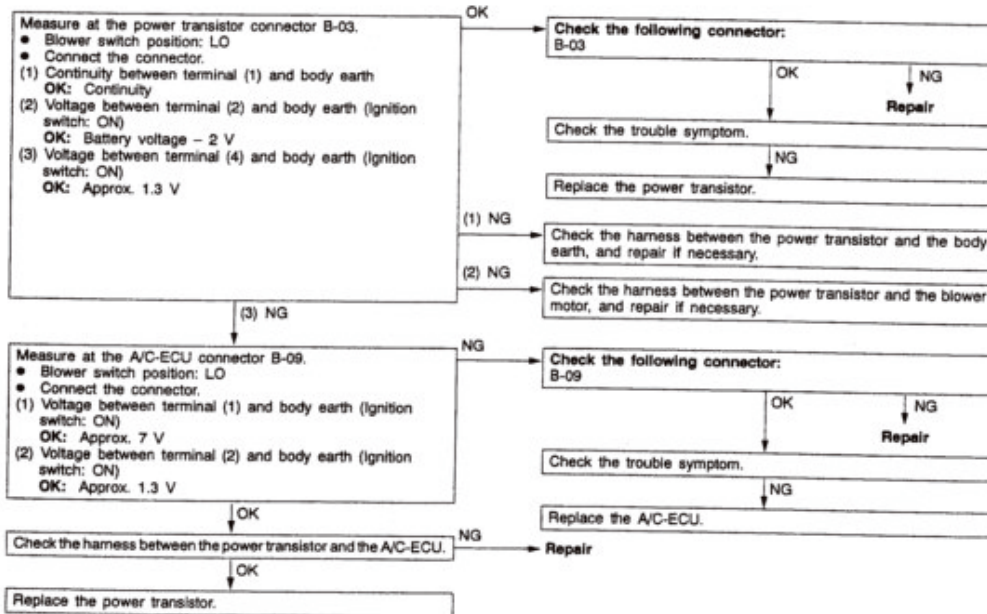 Measure at the power transistor connector B-03.
● Blower switch position: LO
● Connect the connector.
(1) Continuity between terminal (1) and body earth
OK: Continuity
(2) Voltage between terminal (2) and body earth (Ignition
switch: ON)
OK: Battery voltage – 2 V
(3) Voltage between terminal (4) and body earth (Ignition
switch: ON)
OK: Approx. 1.3 V
OK
Check the following connector:
B-03
OK
NG
Repair
Check the trouble symptom.
NG
Replace the power transistor.
(1) NG
Check the harness between the power transistor and the body
earth, and repair if necessary.
(2) NG
Check the harness between the power transistor and the blower
motor, and repair if necessary.
(3) NG
Measure at the A/C-ECU connector B-09.
● Blower switch position: LO
● Connect the connector.
(1) Voltage between terminal (1) and body earth (Ignition
switch: ON)
OK: Approx. 7 V
(2) Voltage between terminal (2) and body earth (Ignition
switch: ON)
OK: Approx. 1.3 V
NG
Check the following connector:
B-09
OK
NG
Repair
Check the trouble symptom.
NG
Replace the A/C-ECU.
OK
Check the harness between the power transistor and the A/C-ECU.
NG
Repair
OK
Replace the power transistor.